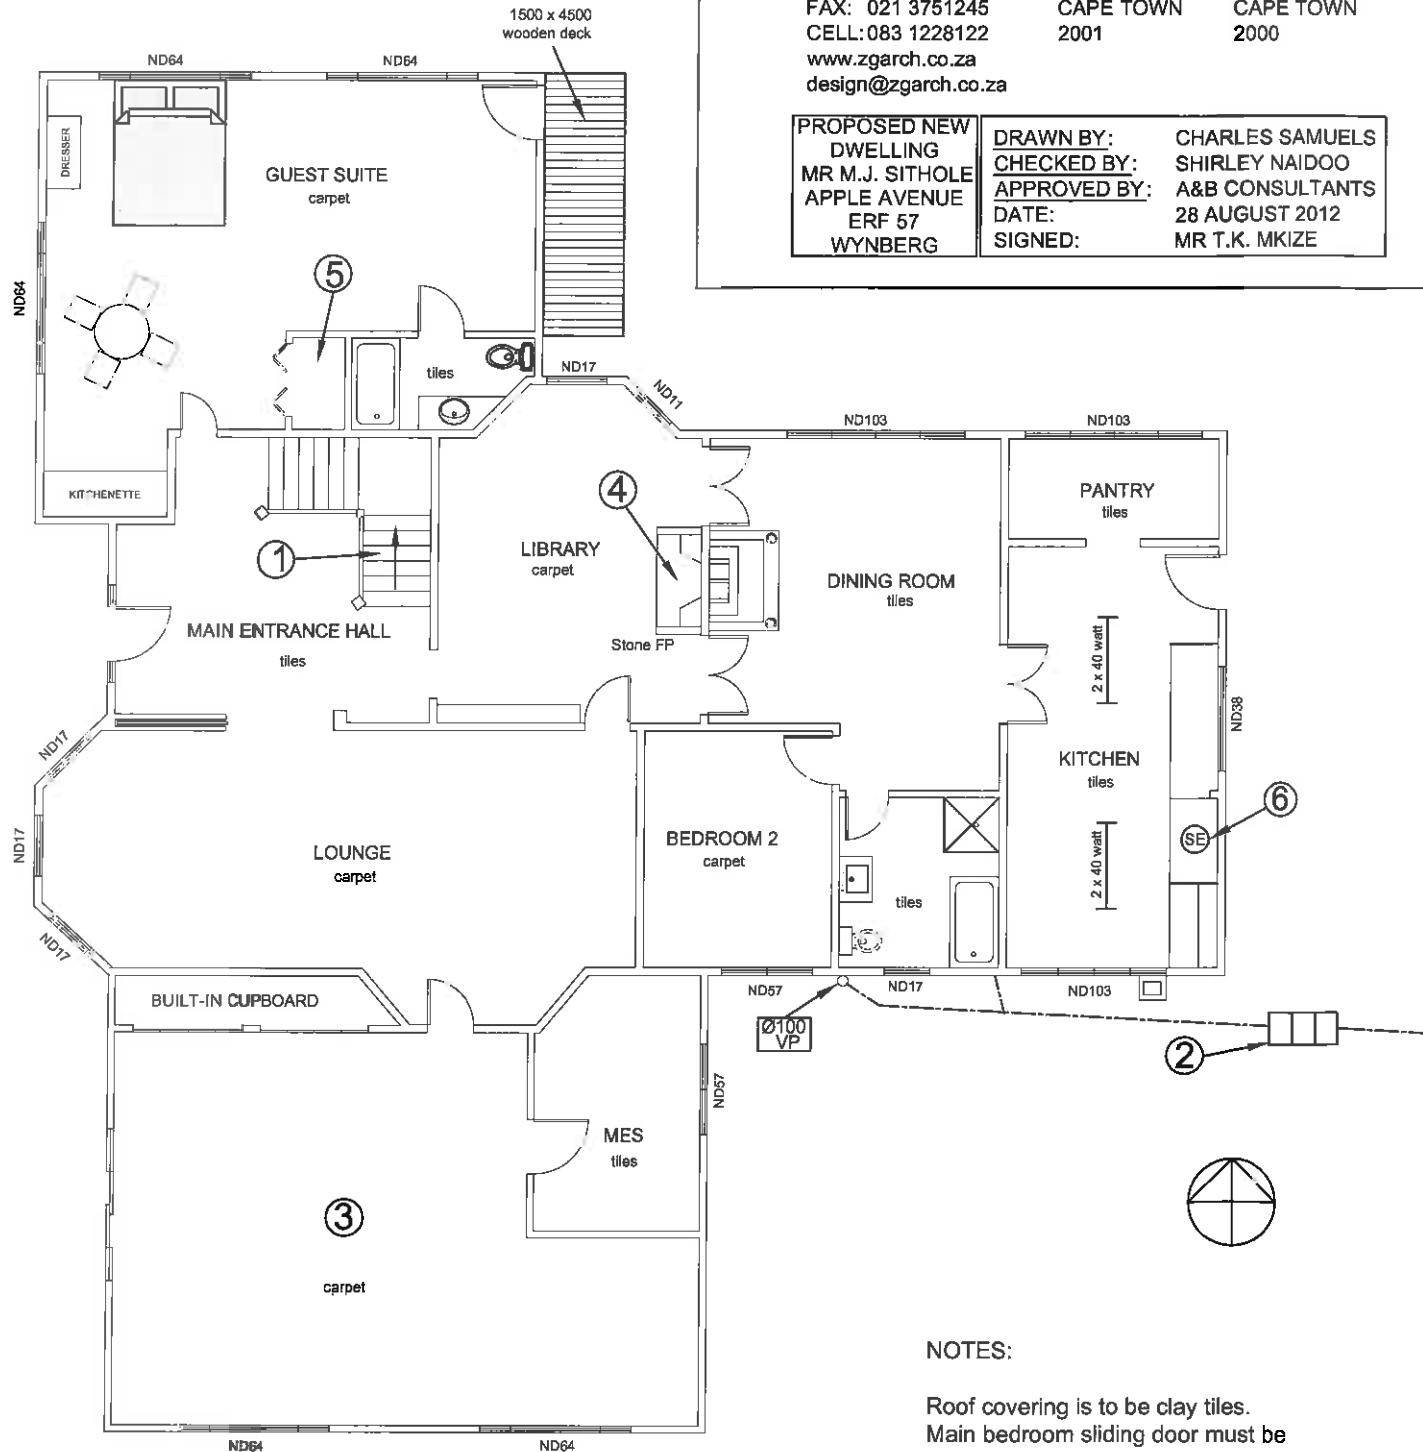 1500 x 4500
wooden deck
FAX: 021 3751245 CAPE TOWN CAPE TOWN
CELL: 083 1228122 2001 2000
www.zgarch.co.za
design@zgarch.co.za
PROPOSED NEW
DWELLING
MR M.J. SITHOLE
APPLE AVENUE
ERF 57
WYNBERG
DRAWN BY: CHARLES SAMUELS
CHECKED BY: SHIRLEY NAIDOO
APPROVED BY: A&B CONSULTANTS
DATE: 28 AUGUST 2012
SIGNED: MR T.K. MKIZE
ND64
ND64
DRESSER
GUEST SUITE
carpet
5
ND64
tiles
ND17
ND11
ND103
ND103
KITCHENETTE
4
PANTRY
tiles
1
LIBRARY
carpet
DINING ROOM
tiles
MAIN ENTRANCE HALL
tiles
Stone FP
2 x 40 watt
ND38
ND17
KITCHEN
tiles
6
ND17
LOUNGE
carpet
BEDROOM 2
carpet
SE
2 x 40 watt
tiles
ND17
BUILT-IN CUPBOARD
ND57
ND17
ND103
Ø100
VP
2
ND57
MES
tiles
3
carpet
ND64
ND64
NOTES:
Roof covering is to be clay tiles.
Main bedroom sliding door must be